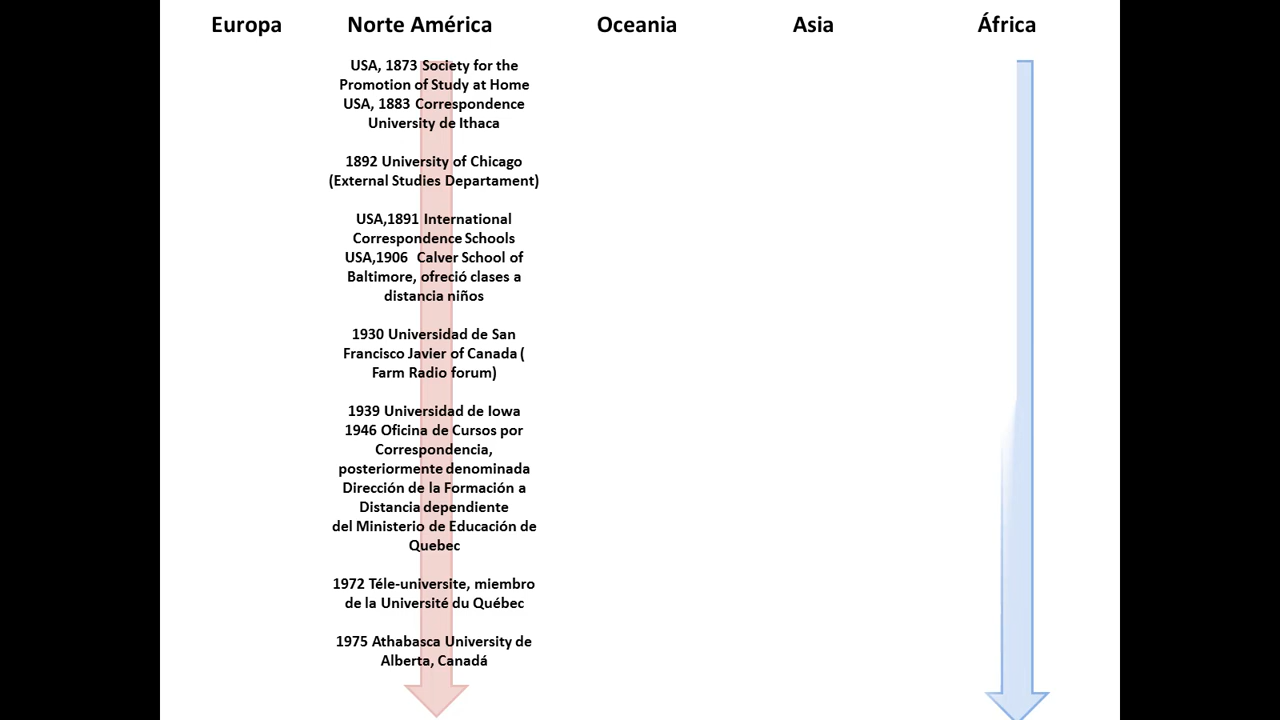 Europa Norte América Oceania Asia África
USA, 1873 Society for the
Promotion of Study at Home
USA, 1883 Correspondence
University de Ithaca
1892 University of Chicago
(External Studies Departament)
USA,1891 International
Correspondence Schools
USA,1906 Calver School of
Baltimore, ofreció clases a
distancia niños
1930 Universidad de San
Francisco Javier of Canada (
Farm Radio forum)
1939 Universidad de Iowa
1946 Oficina de Cursos por
Correspondencia,
posteriormente denominada
Dirección de la Formación a
Distancia dependiente
del Ministerio de Educación de
Quebec
1972 Téle-universite, miembro
de la Université du Québec
1975 Athabasca University de
Alberta, Canadá